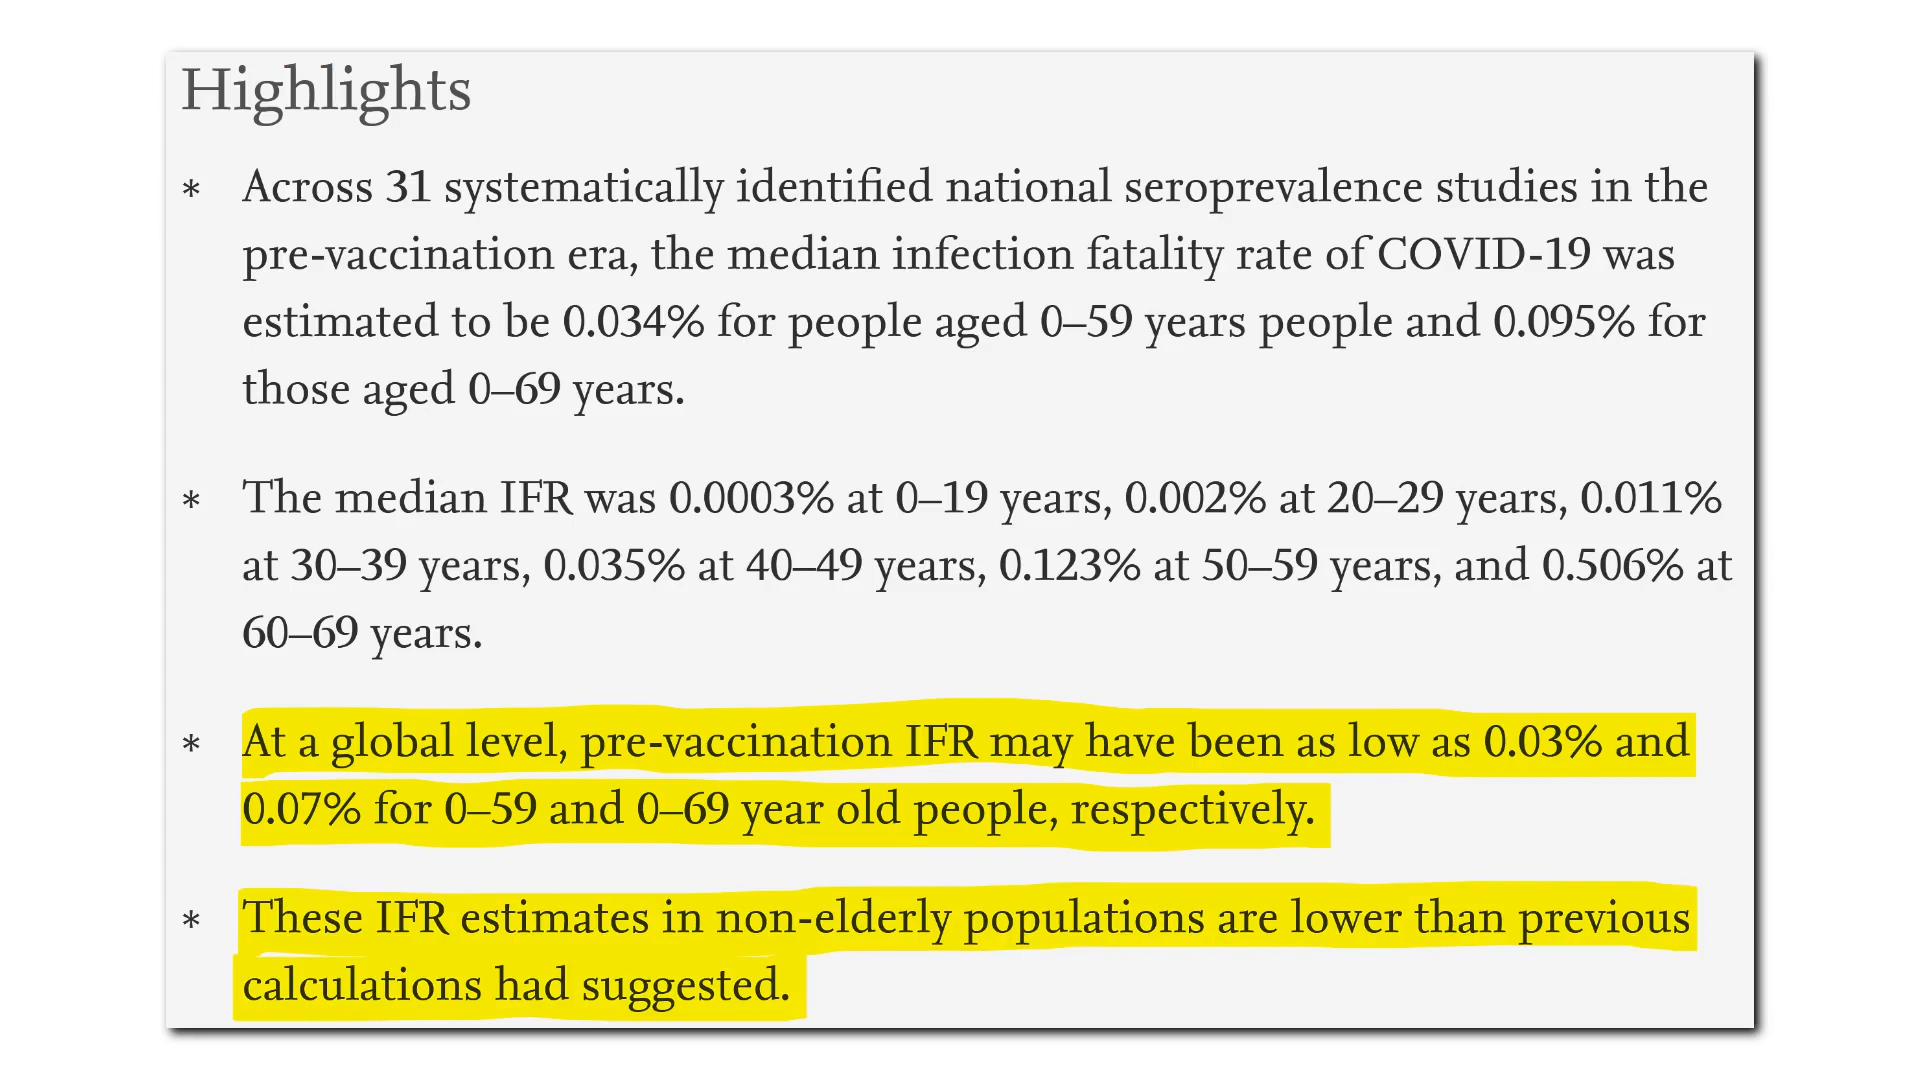 Highlights
* Across 31 systematically identified national seroprevalence studies in the
pre-vaccination era, the median infection fatality rate of COVID-19 was
estimated to be 0.034% for people aged 0–59 years people and 0.095% for
those aged 0–69 years.
* The median IFR was 0.0003% at 0–19 years, 0.002% at 20–29 years, 0.011%
at 30–39 years, 0.035% at 40–49 years, 0.123% at 50–59 years, and 0.506% at
60–69 years.
* At a global level, pre-vaccination IFR may have been as low as 0.03% and
0.07% for 0–59 and 0–69 year old people, respectively.
* These IFR estimates in non-elderly populations are lower than previous
calculations had suggested.